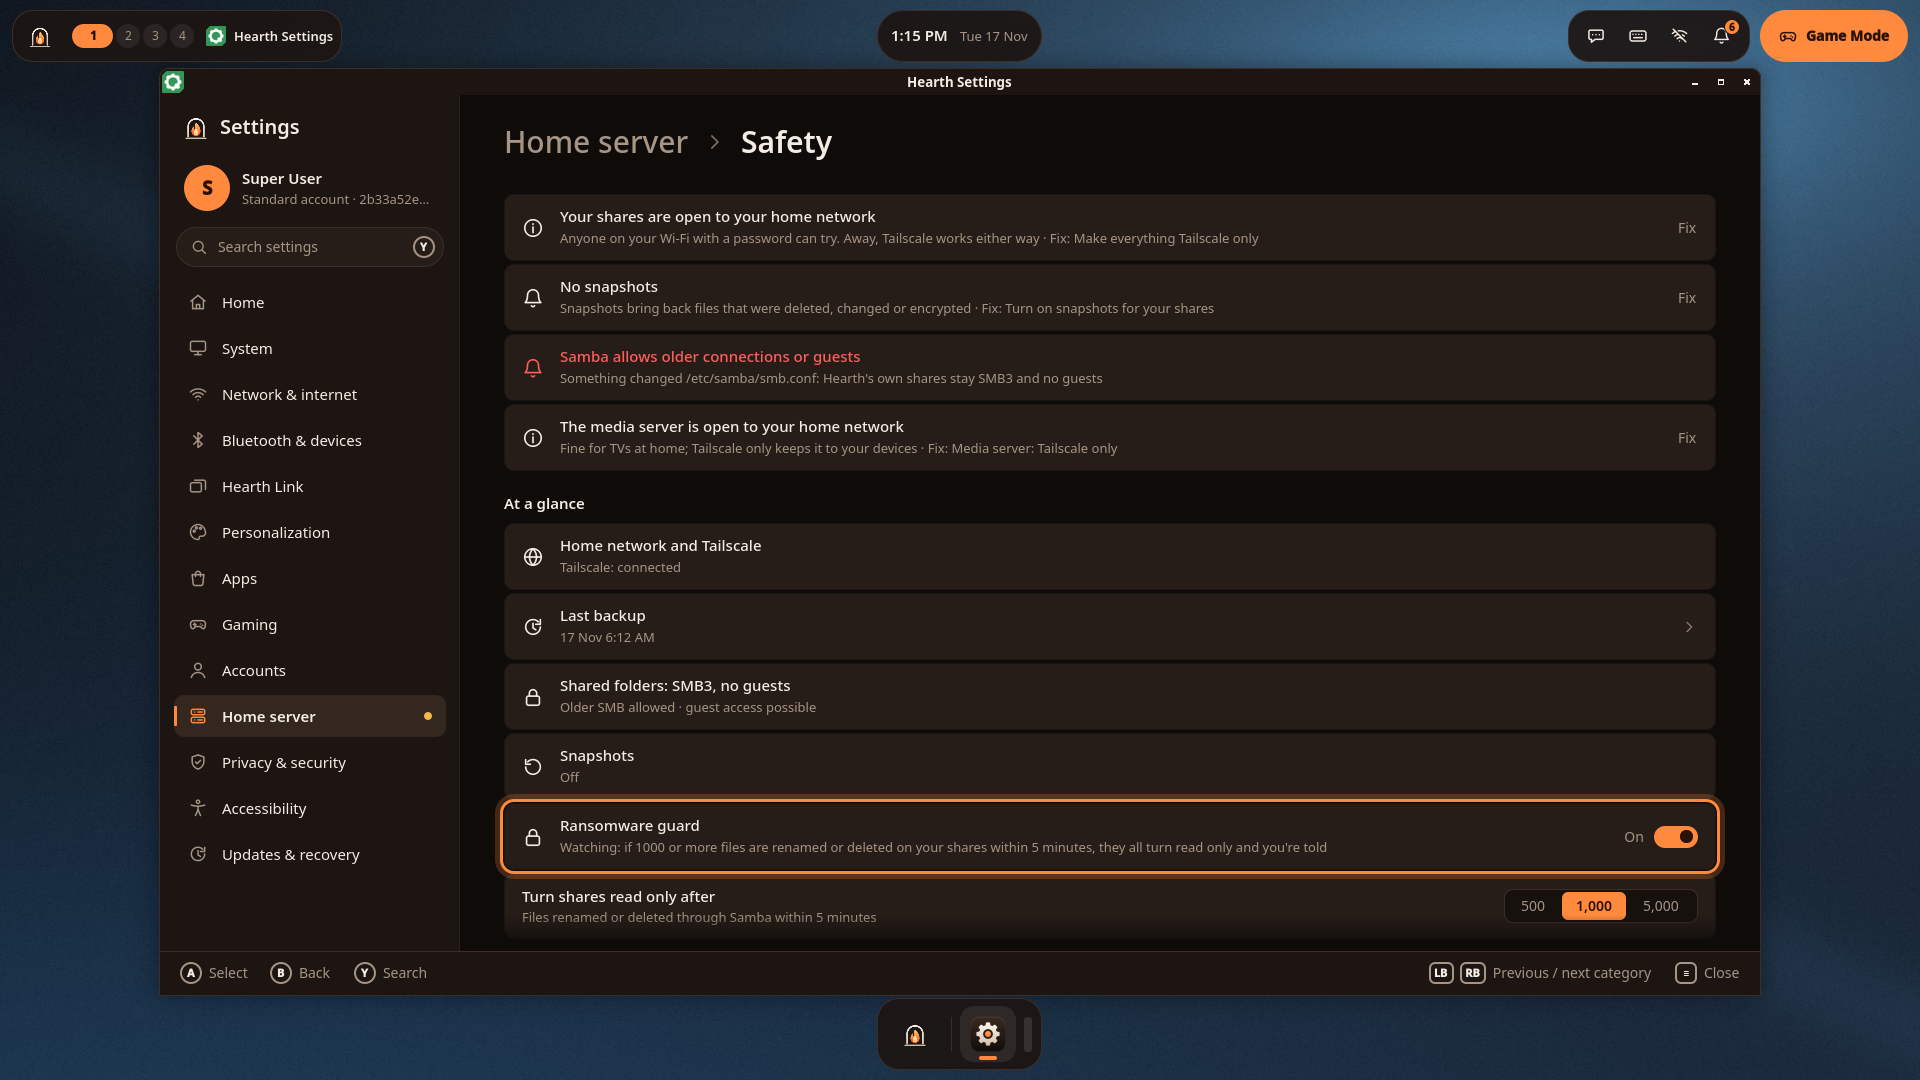 1 2 3 4 Hearth Settings
1:15 PM Tue 17 Nov
6
Game Mode
Hearth Settings
Settings
S
Super User
Standard account · 2b33a52e...
Search settings Y
Home
System
Network & internet
Bluetooth & devices
Hearth Link
Personalization
Apps
Gaming
Accounts
Home server
Privacy & security
Accessibility
Updates & recovery
Home server > Safety
Your shares are open to your home network
Anyone on your Wi-Fi with a password can try. Away, Tailscale works either way · Fix: Make everything Tailscale only
Fix
No snapshots
Snapshots bring back files that were deleted, changed or encrypted · Fix: Turn on snapshots for your shares
Fix
Samba allows older connections or guests
Something changed /etc/samba/smb.conf: Hearth's own shares stay SMB3 and no guests
The media server is open to your home network
Fine for TVs at home; Tailscale only keeps it to your devices · Fix: Media server: Tailscale only
Fix
At a glance
Home network and Tailscale
Tailscale: connected
Last backup
17 Nov 6:12 AM
Shared folders: SMB3, no guests
Older SMB allowed · guest access possible
Snapshots
Off
Ransomware guard
Watching: if 1000 or more files are renamed or deleted on your shares within 5 minutes, they all turn read only and you're told
On
Turn shares read only after
Files renamed or deleted through Samba within 5 minutes
500 1,000 5,000
A Select B Back Y Search
LB RB Previous / next category Close